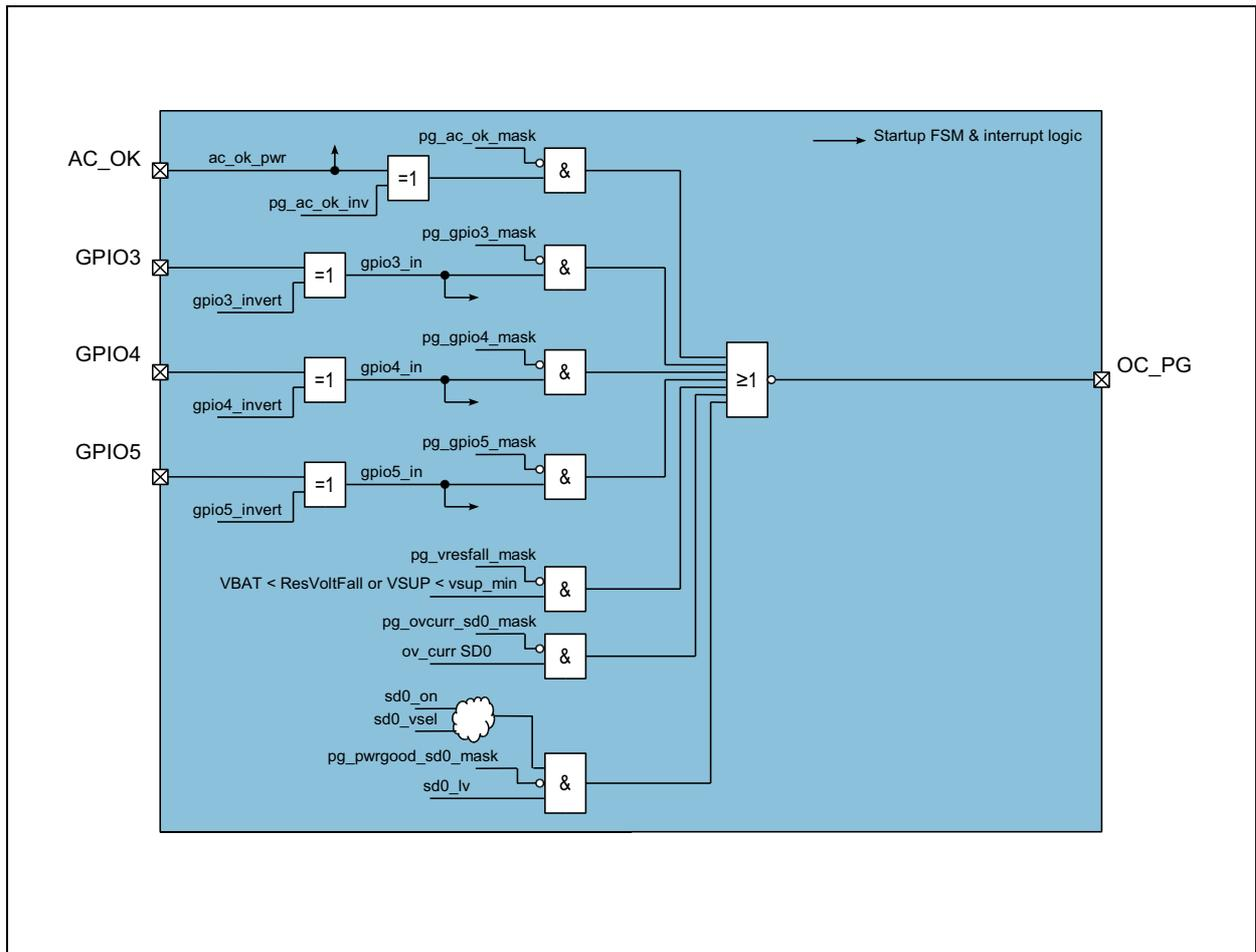 Startup FSM & interrupt logic
pg_ac_ok_mask
AC_OK
ac_ok_pwr
&
=1
pg_ac_ok_inv
pg_gpio3_mask
GPIO3
gpio3_in
&
=1
gpio3_invert
pg_gpio4_mask
GPIO4
gpio4_in
&
=1
gpio4_invert
≥1
OC_PG
pg_gpio5_mask
GPIO5
gpio5_in
&
=1
gpio5_invert
pg_vresfall_mask
VBAT < ResVoltFall or VSUP < vsup_min
&
pg_ovcurr_sd0_mask
ov_curr SD0
&
sd0_on
sd0_vsel
pg_pwrgood_sd0_mask
sd0_lv
&